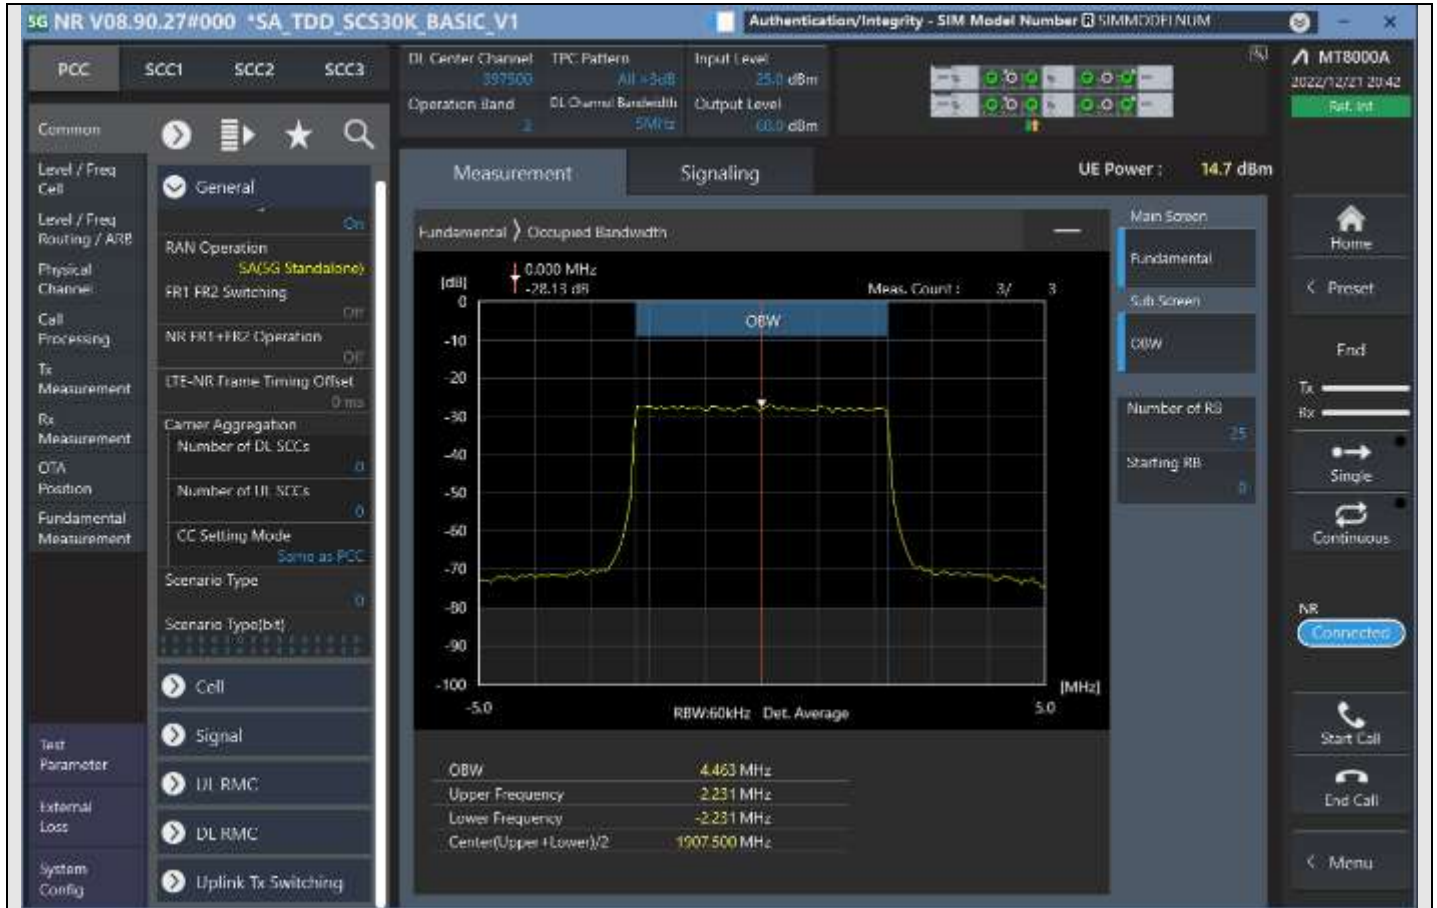 5G NR V08.90.27#000 *SA_TDD_SCS30K_BASIC_V1
Authentication/Integrity - SIM Model Number R SIMMODELNUM
PCC SCC1 SCC2 SCC3
DL Center Channel 397500
TPC Pattern All +3dB
Input Level 25.0 dBm
Operation Band 2
DL Channel Bandwidth 5MHz
Output Level -60.0 dBm
MT8000A
2022/12/21 20:42
Ref. Int
Common
Level / Freq
Cell
Level / Freq
Routing / ARB
Physical
Channel
Call
Processing
Tx
Measurement
Rx
Measurement
OTA
Position
Fundamental
Measurement
Test
Parameter
External
Loss
System
Config
General
On
RAN Operation
SA(5G Standalone)
FR1 FR2 Switching
Off
NR FR1+FR2 Operation
Off
LTE-NR Frame Timing Offset
0 ms
Carrier Aggregation
Number of DL SCCs
0
Number of UL SCCs
0
CC Setting Mode
Same as PCC
Scenario Type
0
Scenario Type(bit)
Cell
Signal
UL RMC
DL RMC
Uplink Tx Switching
Measurement Signaling
UE Power : 14.7 dBm
Fundamental Occupied Bandwidth
0.000 MHz
-28.13 dB
Meas. Count : 3/ 3
[dB]
OBW
0
-10
-20
-30
-40
-50
-60
-70
-80
-90
-100
[MHz]
-5.0 5.0
RBW:60kHz Det. Average
OBW 4.463 MHz
Upper Frequency 2.231 MHz
Lower Frequency -2.231 MHz
Center(Upper+Lower)/2 1907.500 MHz
Main Screen
Fundamental
Sub Screen
OBW
Number of RB
25
Starting RB
0
Home
Preset
End
Tx
Rx
Single
Continuous
NR
Connected
Start Call
End Call
Menu